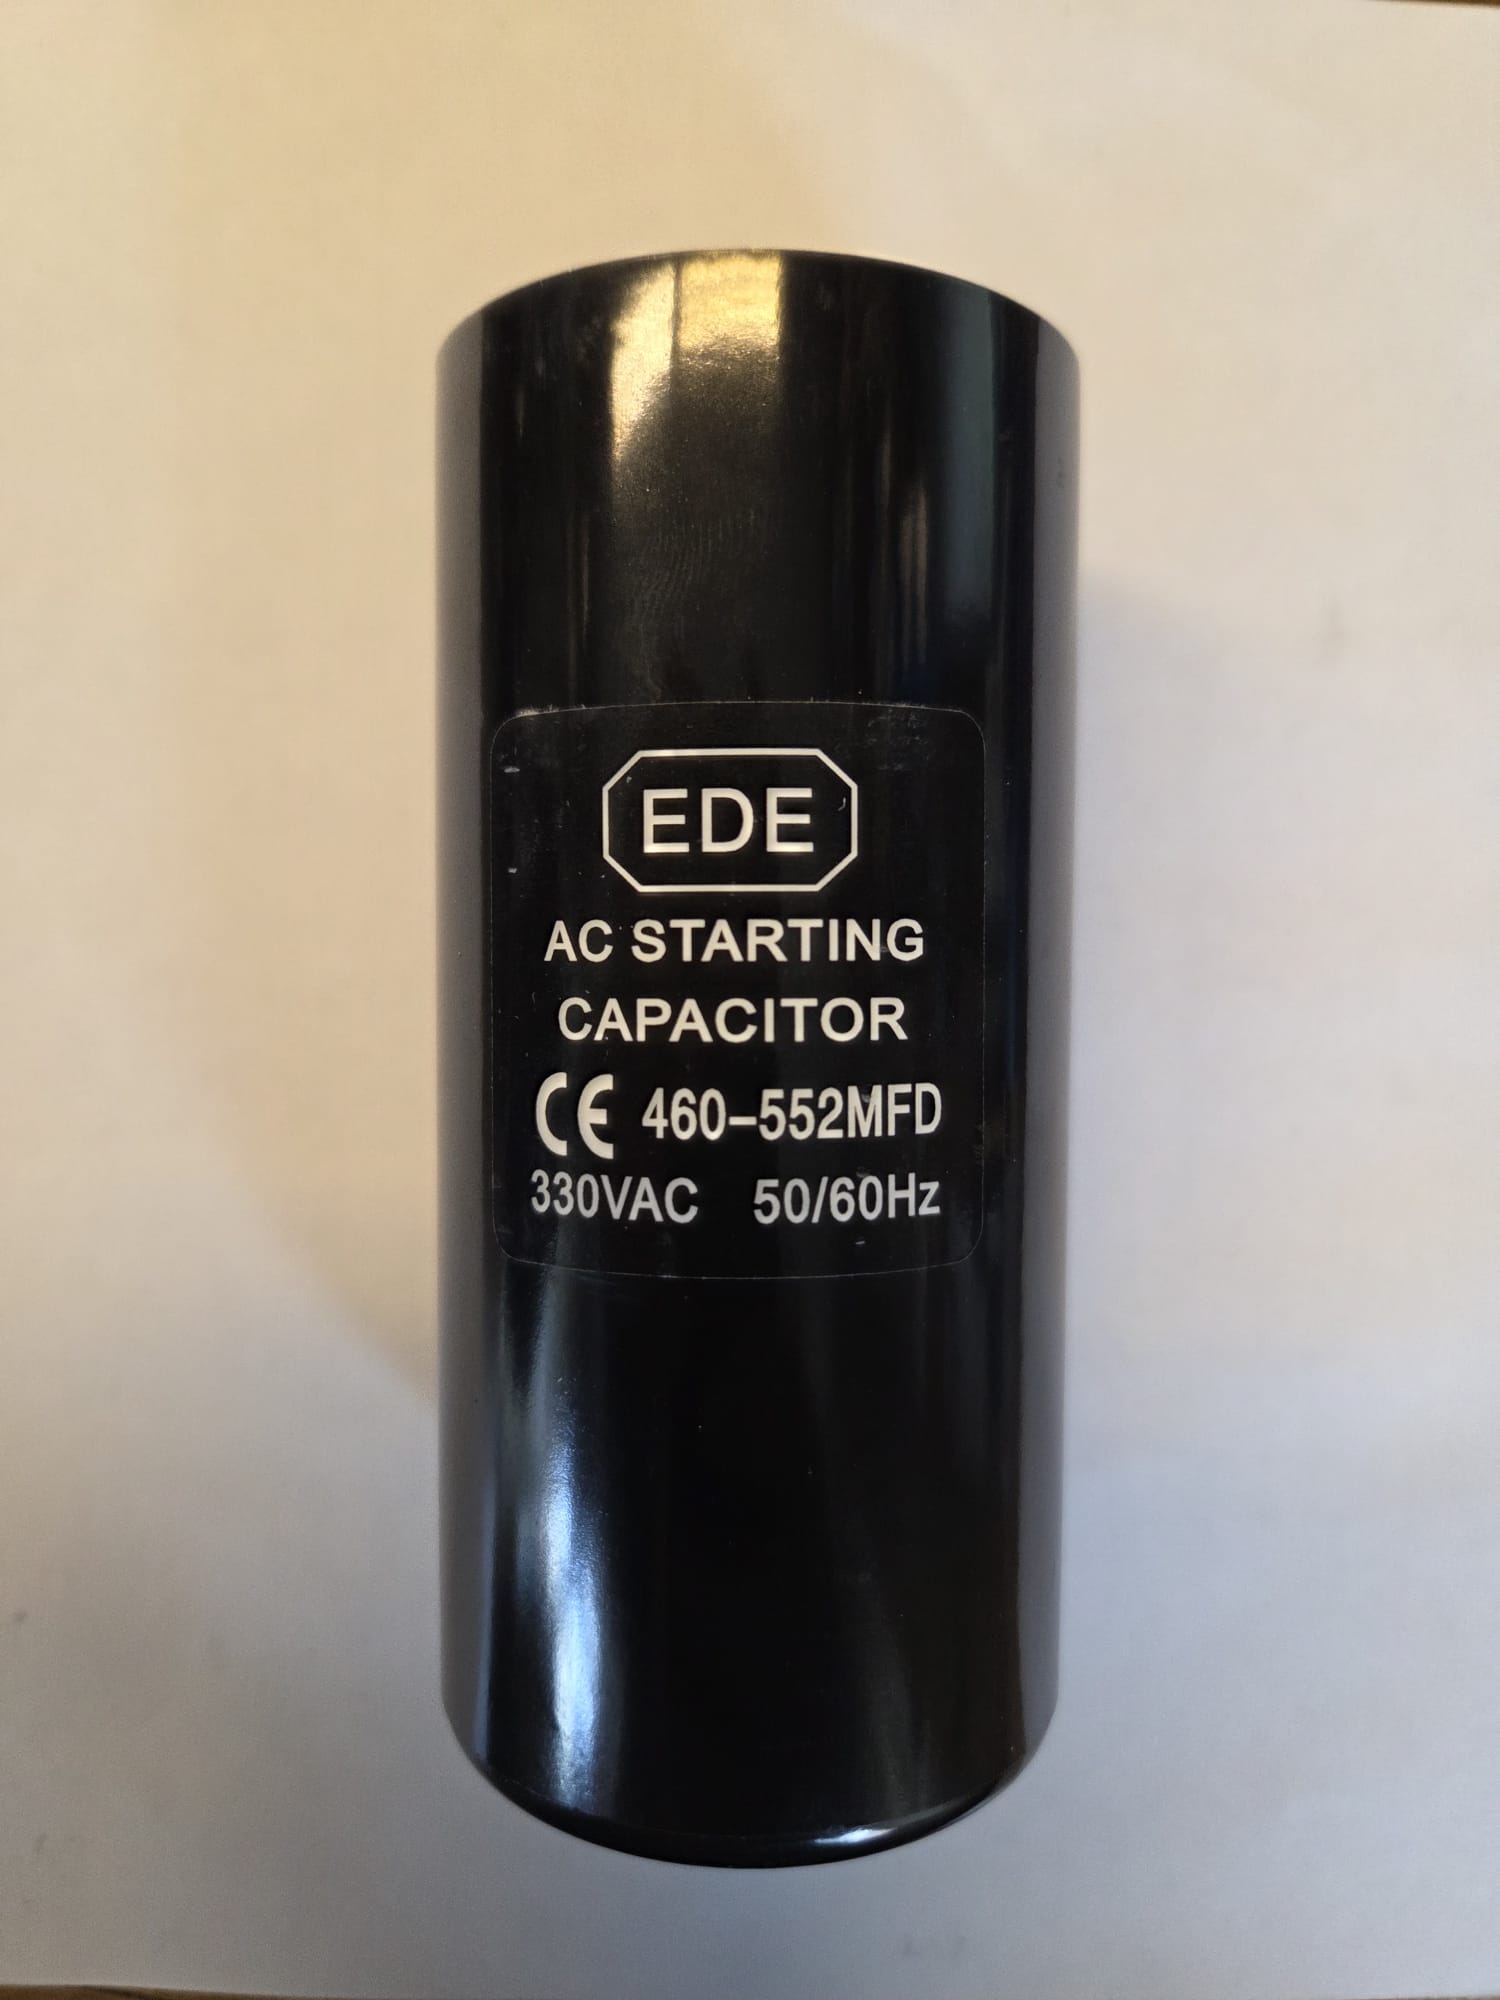 EDE
AC STARTING
CAPACITOR
CE 460-552MFD
330VAC 50/60Hz